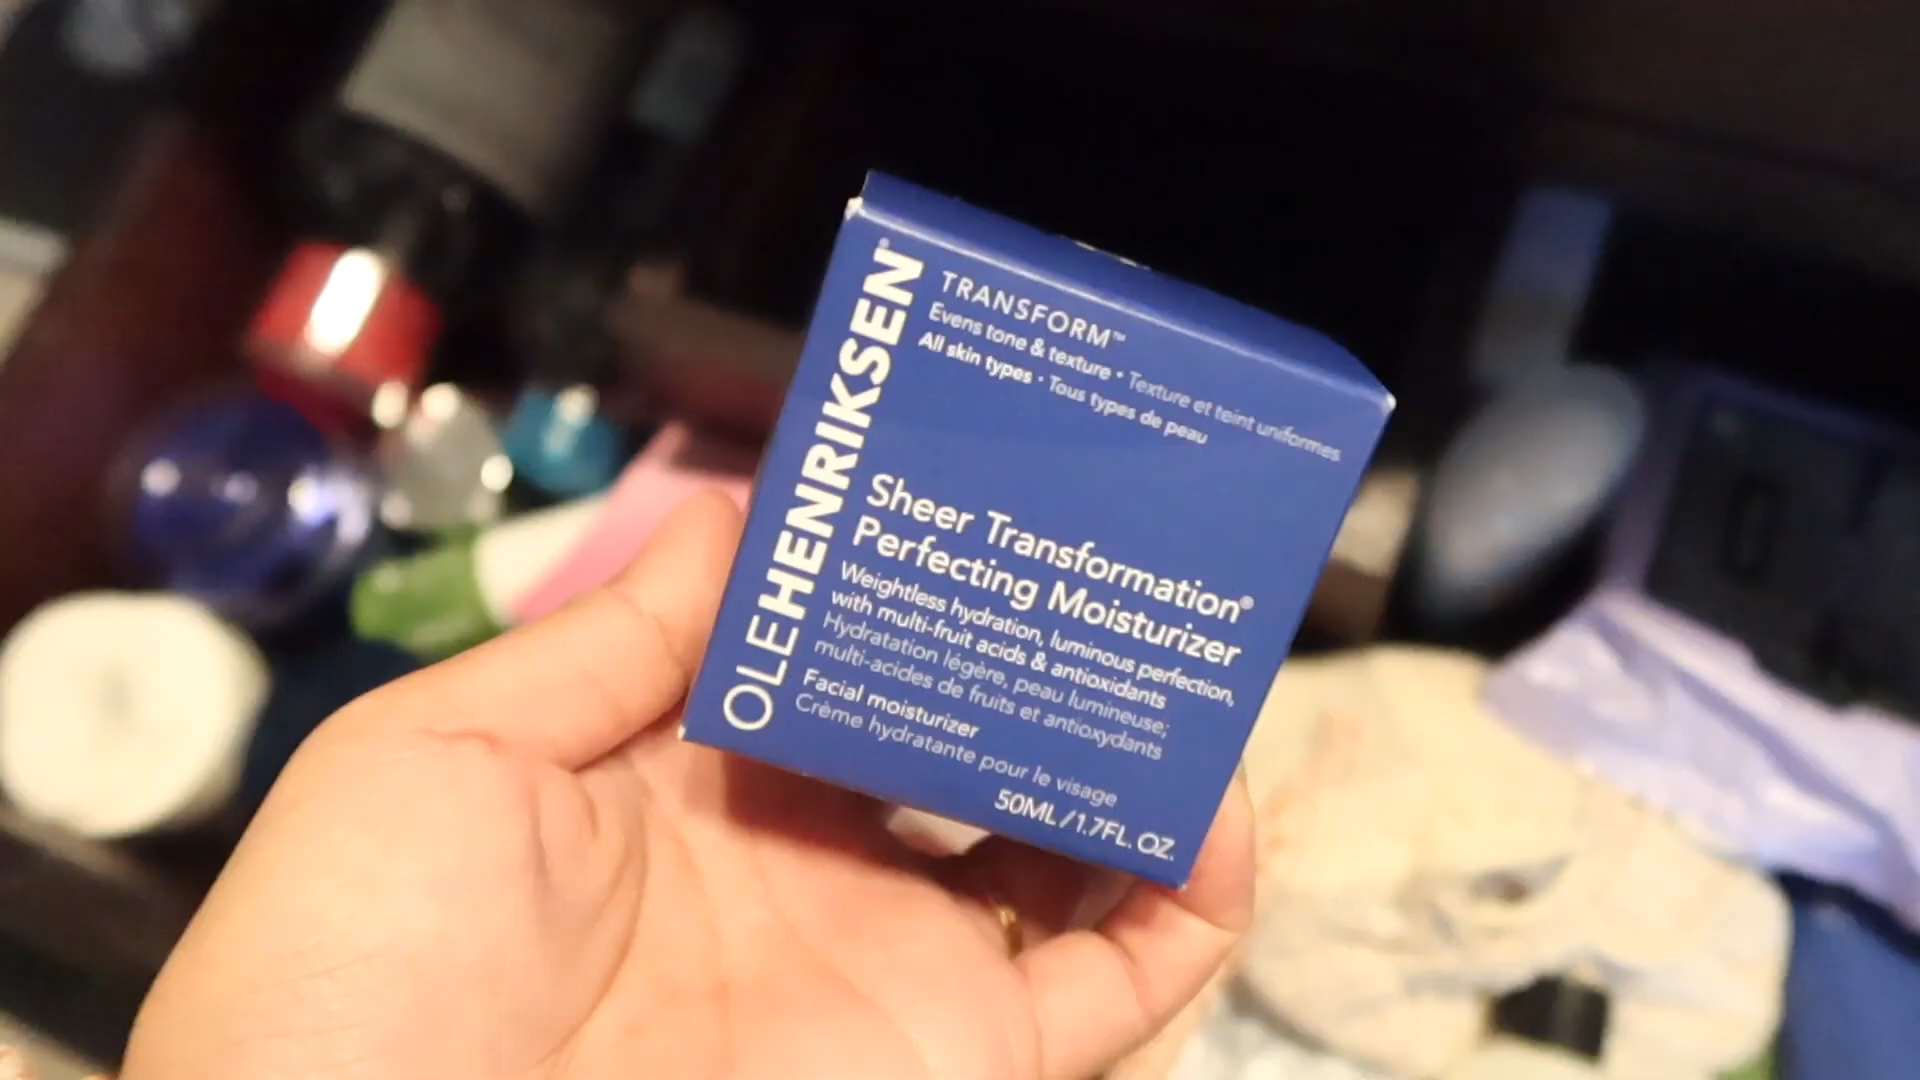 OLEHENRIKSEN®
TRANSFORM™
Evens tone & texture • Texture et teint uniformes
All skin types • Tous types de peau
Sheer Transformation®
Perfecting Moisturizer
Weightless hydration, luminous perfection,
with multi-fruit acids & antioxidants
Hydratation légère, peau lumineuse;
multi-acides de fruits et antioxydants
Facial moisturizer
Crème hydratante pour le visage
50ML/1.7FL. OZ.